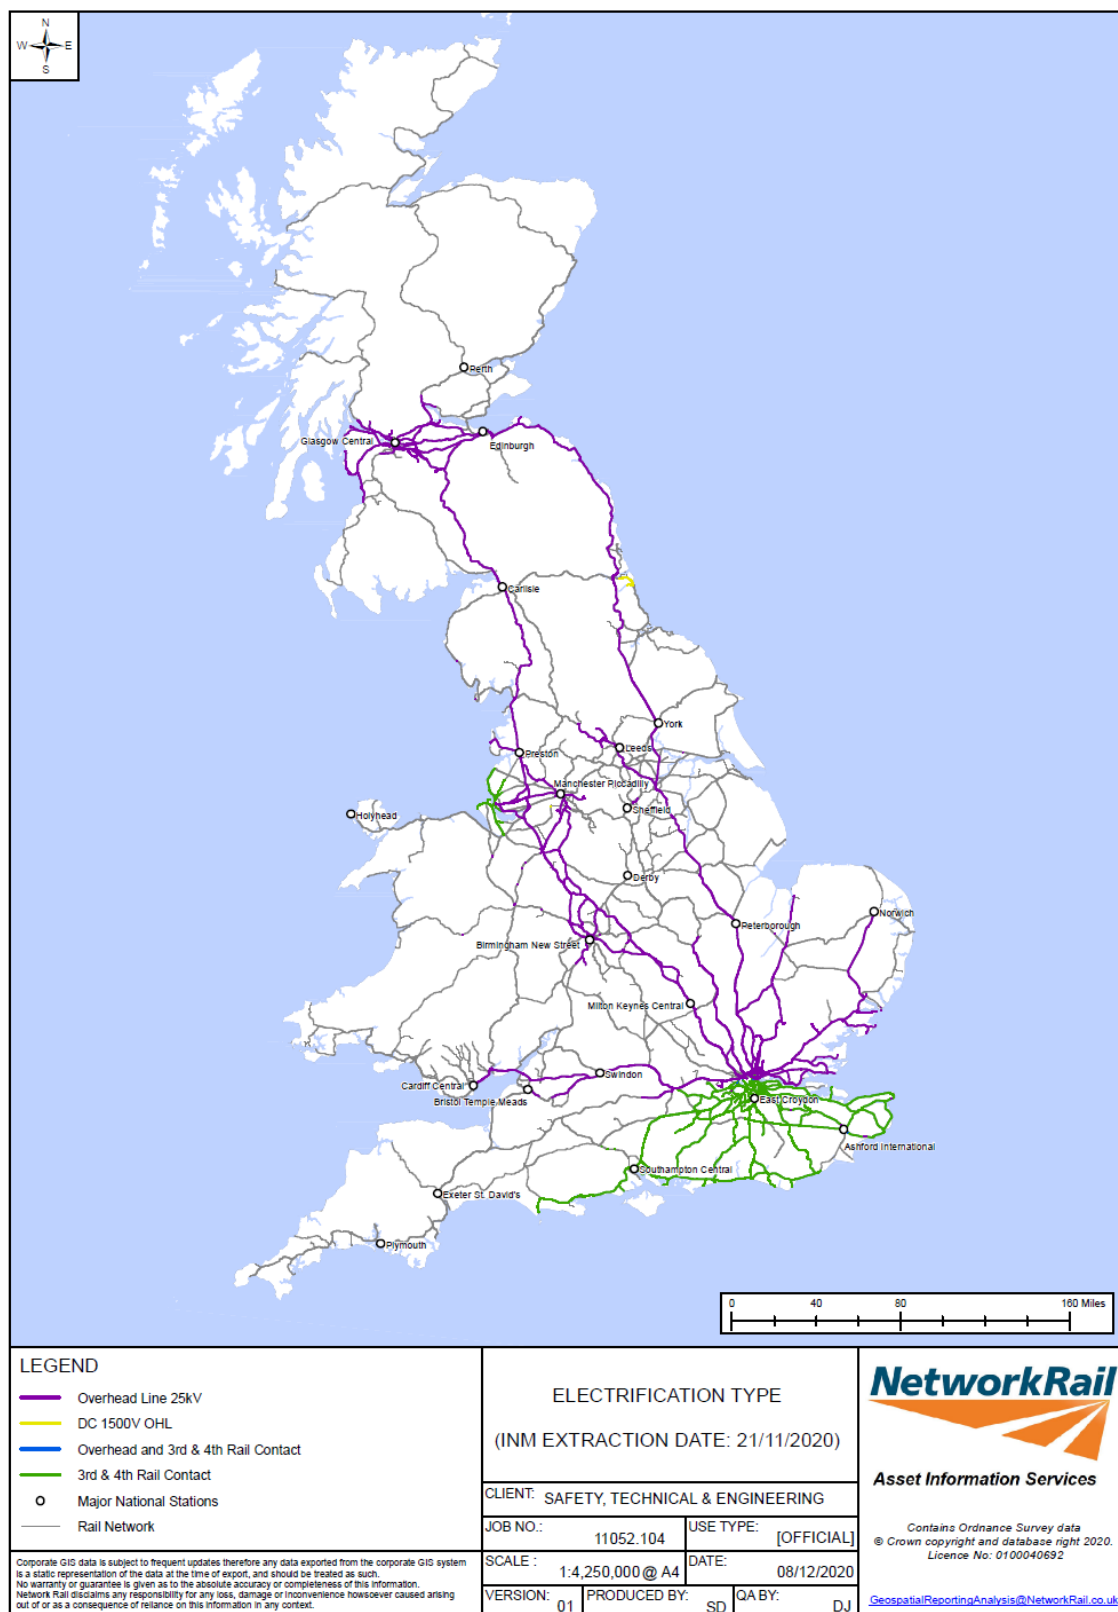 N
W E
S
Perth
Glasgow Central
Edinburgh
Carlisle
York
Leeds
Preston
Manchester Piccadilly
Sheffield
Holyhead
Derby
Norwich
Peterborough
Birmingham New Street
Milton Keynes Central
Swindon
Cardiff Central
Bristol Temple Meads
East Croydon
Ashford International
Southampton Central
Exeter St. David's
Plymouth
0 40 80 160 Miles
LEGEND
Overhead Line 25kV
DC 1500V OHL
Overhead and 3rd & 4th Rail Contact
3rd & 4th Rail Contact
Major National Stations
Rail Network
Corporate GIS data is subject to frequent updates therefore any data exported from the corporate GIS system
is a static representation of the data at the time of export, and should be treated as such.
No warranty or guarantee is given as to the absolute accuracy or completeness of this information.
Network Rail disclaims any responsibility for any loss, damage or inconvenience howsoever caused arising
out of or as a consequence of reliance on this information in any context.
ELECTRIFICATION TYPE
(INM EXTRACTION DATE: 21/11/2020)
CLIENT: SAFETY, TECHNICAL & ENGINEERING
JOB NO.: 11052.104 USE TYPE: [OFFICIAL]
SCALE : 1:4,250,000 @ A4 DATE: 08/12/2020
VERSION: 01 PRODUCED BY: SD QA BY: DJ
NetworkRail
Asset Information Services
Contains Ordnance Survey data
© Crown copyright and database right 2020.
Licence No: 0100040692
GeospatialReportingAnalysis@NetworkRail.co.uk